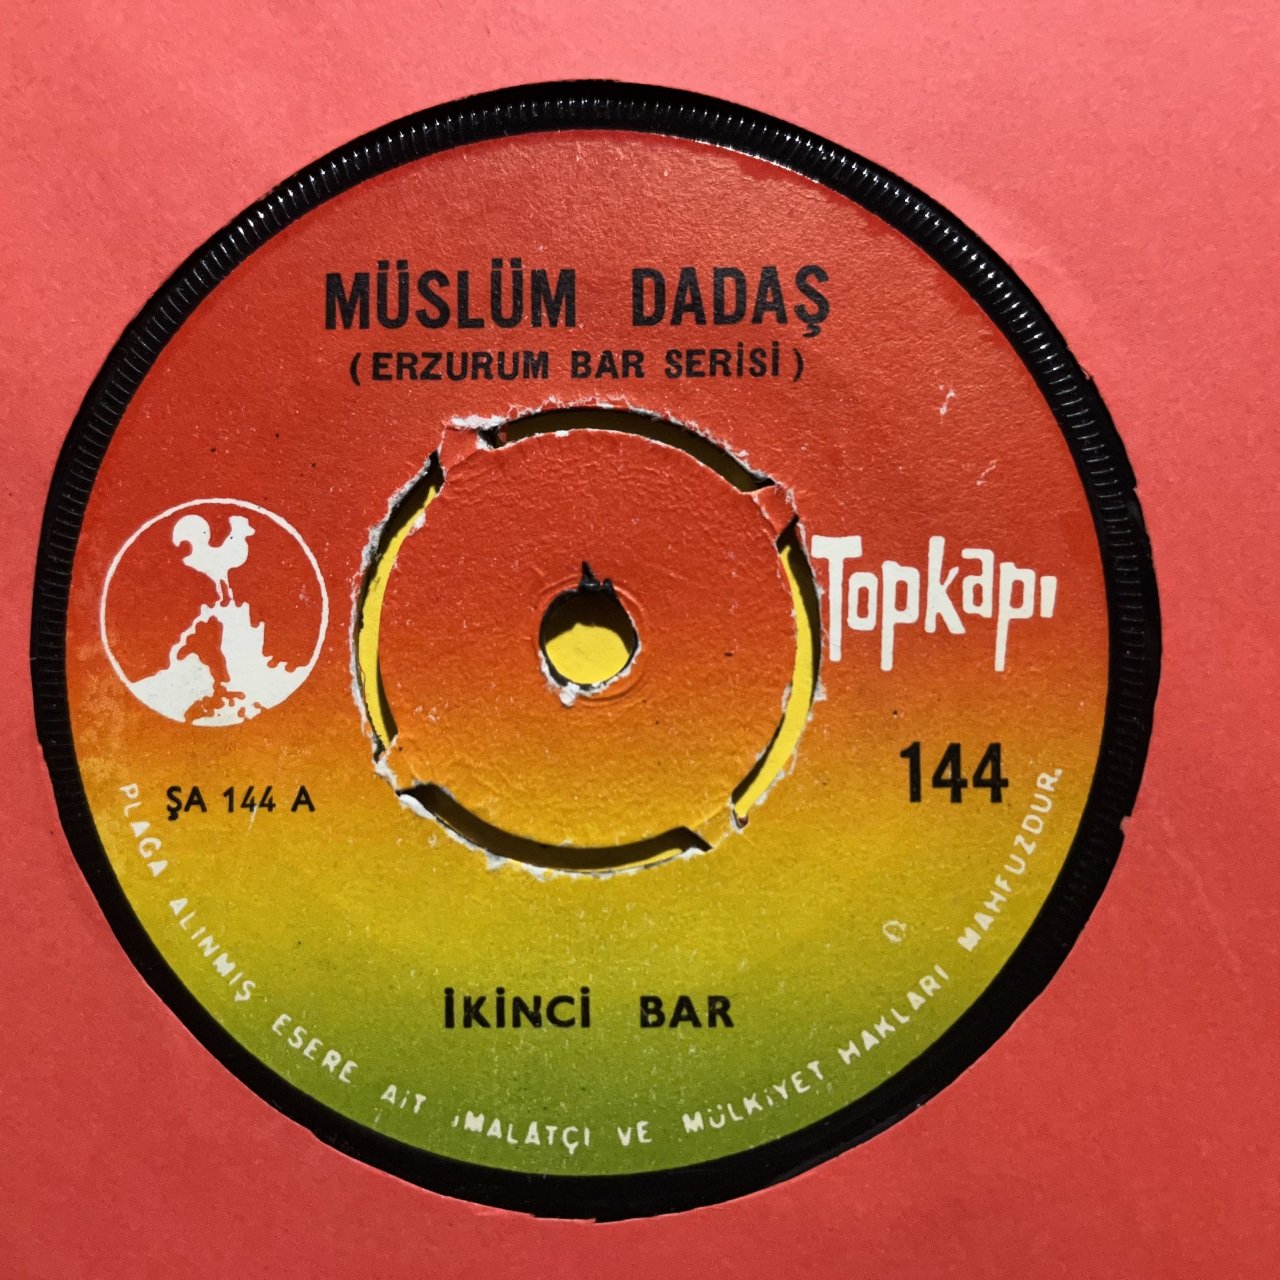 MÜSLÜM DADAŞ
(ERZURUM BAR SERİSİ)
Topkapı
ŞA 144 A
144
İKİNCİ BAR
PLAGA ALINMIŞ ESERE AİT İMALATÇI VE MÜLKİYET HAKLARI MAHFUZDUR.